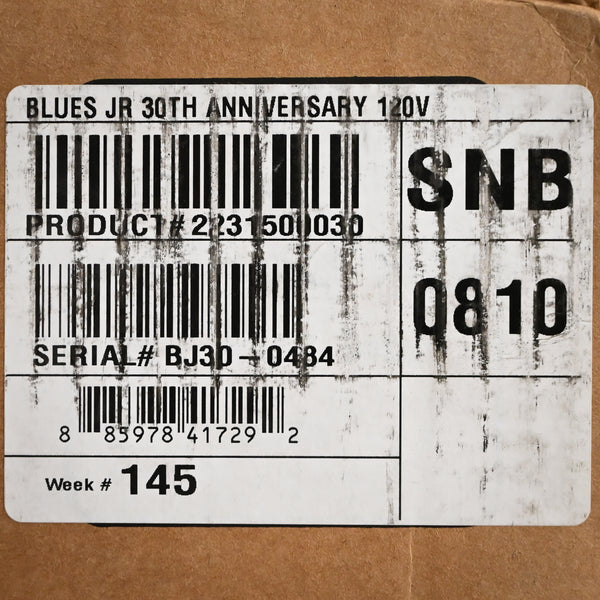 BLUES JR 30TH ANNIVERSARY 120V
PRODUCT# 2231500030
SERIAL# BJ30-0484
8 85978 41729 2
Week # 145
SNB
0810